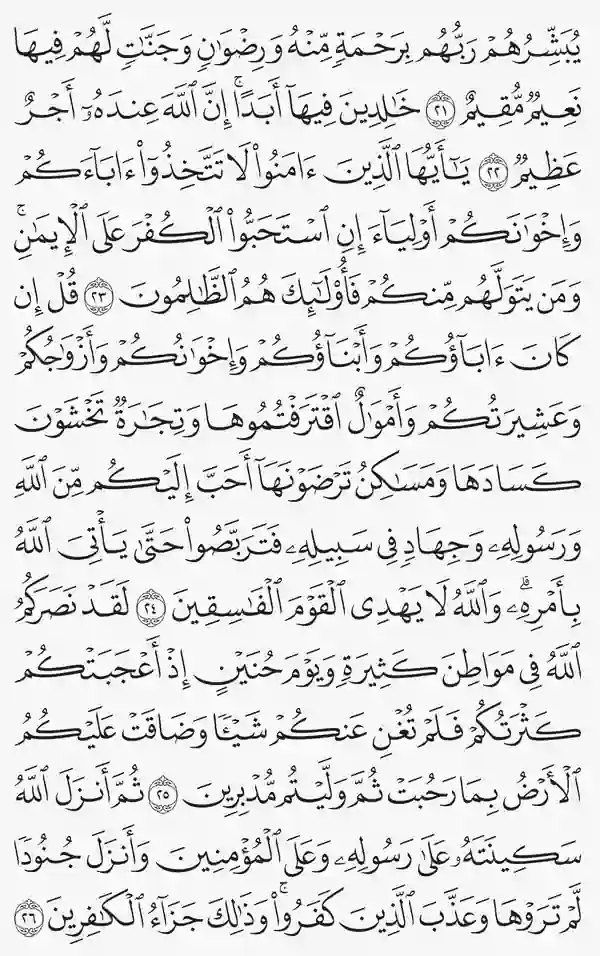 يُبَشِّرُهُمْ رَبُّهُم بِرَحْمَةٍ مِّنْهُ وَرِضْوَٰنٍ وَجَنَّٰتٍ لَّهُمْ فِيهَا
نَعِيمٌ مُّقِيمٌ ٢١ خَٰلِدِينَ فِيهَآ أَبَدًا ۚ إِنَّ ٱللَّهَ عِندَهُۥٓ أَجْرٌ
عَظِيمٌ ٢٢ يَٰٓأَيُّهَا ٱلَّذِينَ ءَامَنُوا۟ لَا تَتَّخِذُوٓا۟ ءَابَآءَكُمْ
وَإِخْوَٰنَكُمْ أَوْلِيَآءَ إِنِ ٱسْتَحَبُّوا۟ ٱلْكُفْرَ عَلَى ٱلْإِيمَٰنِ ۚ
وَمَن يَتَوَلَّهُم مِّنكُمْ فَأُو۟لَٰٓئِكَ هُمُ ٱلظَّٰلِمُونَ ٢٣ قُلْ إِن
كَانَ ءَابَآؤُكُمْ وَأَبْنَآؤُكُمْ وَإِخْوَٰنُكُمْ وَأَزْوَٰجُكُمْ
وَعَشِيرَتُكُمْ وَأَمْوَٰلٌ ٱقْتَرَفْتُمُوهَا وَتِجَٰرَةٌ تَخْشَوْنَ
كَسَادَهَا وَمَسَٰكِنُ تَرْضَوْنَهَآ أَحَبَّ إِلَيْكُم مِّنَ ٱللَّهِ
وَرَسُولِهِۦ وَجِهَادٍ فِى سَبِيلِهِۦ فَتَرَبَّصُوا۟ حَتَّىٰ يَأْتِىَ ٱللَّهُ
بِأَمْرِهِۦ ۗ وَٱللَّهُ لَا يَهْدِى ٱلْقَوْمَ ٱلْفَٰسِقِينَ ٢٤ لَقَدْ نَصَرَكُمُ
ٱللَّهُ فِى مَوَاطِنَ كَثِيرَةٍ وَيَوْمَ حُنَيْنٍ إِذْ أَعْجَبَتْكُمْ
كَثْرَتُكُمْ فَلَمْ تُغْنِ عَنكُمْ شَيْـًٔا وَضَاقَتْ عَلَيْكُمُ
ٱلْأَرْضُ بِمَا رَحُبَتْ ثُمَّ وَلَّيْتُم مُّدْبِرِينَ ٢٥ ثُمَّ أَنزَلَ ٱللَّهُ
سَكِينَتَهُۥ عَلَىٰ رَسُولِهِۦ وَعَلَى ٱلْمُؤْمِنِينَ وَأَنزَلَ جُنُودًا
لَّمْ تَرَوْهَا وَعَذَّبَ ٱلَّذِينَ كَفَرُوا۟ ۚ وَذَٰلِكَ جَزَآءُ ٱلْكَٰفِرِينَ ٢٦